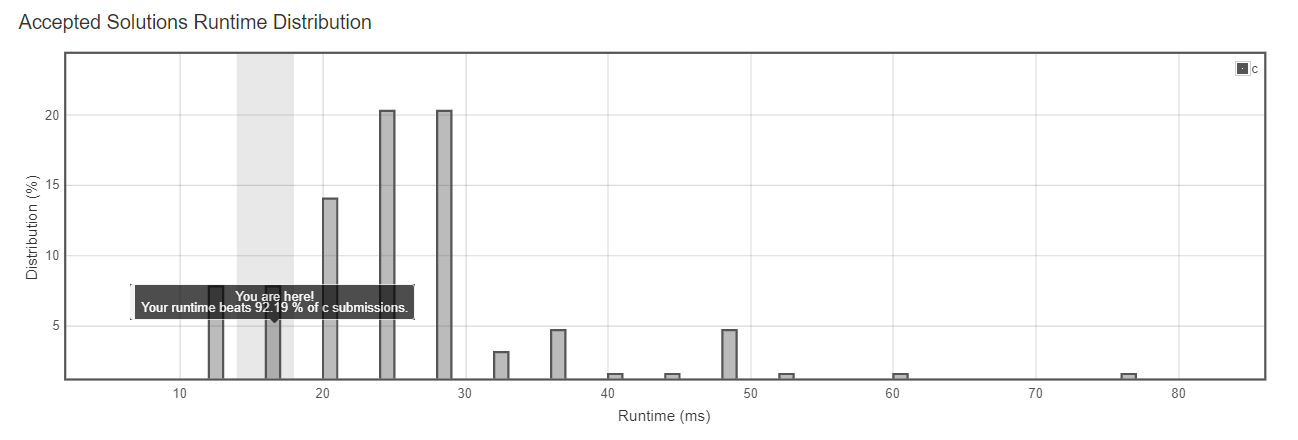 Accepted Solutions Runtime Distribution
c
20
15
10
5
Distribution (%)
You are here!
Your runtime beats 92.19 % of c submissions.
10 20 30 40 50 60 70 80
Runtime (ms)